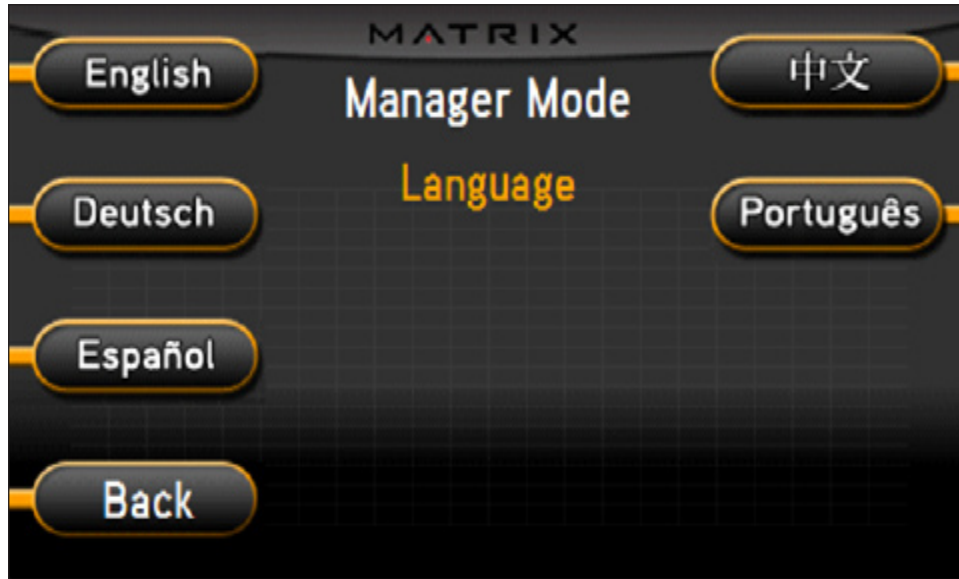 MATRIX
Manager Mode
Language
English
Deutsch
Español
Back
中文
Português